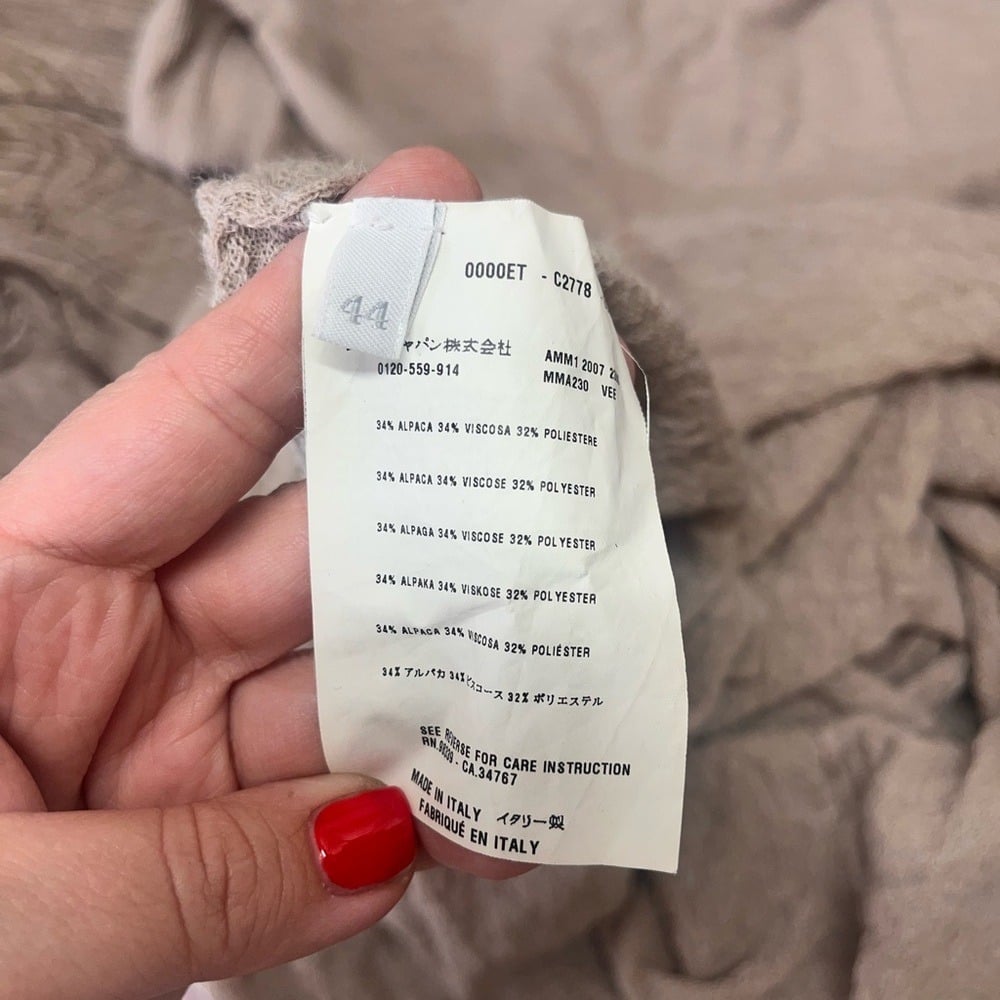 44
0000ET - C2778
ャパン株式会社
0120-559-914
AMM1 2007
MMA230 VEE
34% ALPACA 34% VISCOSA 32% POLIESTERE
34% ALPACA 34% VISCOSE 32% POLYESTER
34% ALPAGA 34% VISCOSE 32% POLYESTER
34% ALPAKA 34% VISKOSE 32% POLYESTER
34% ALPACA 34% VISCOSA 32% POLIÉSTER
34% アルパカ 34% ビスコース 32% ポリエステル
SEE REVERSE FOR CARE INSTRUCTION
CA.34767
MADE IN ITALY イタリー製
FABRIQUÉ EN ITALY